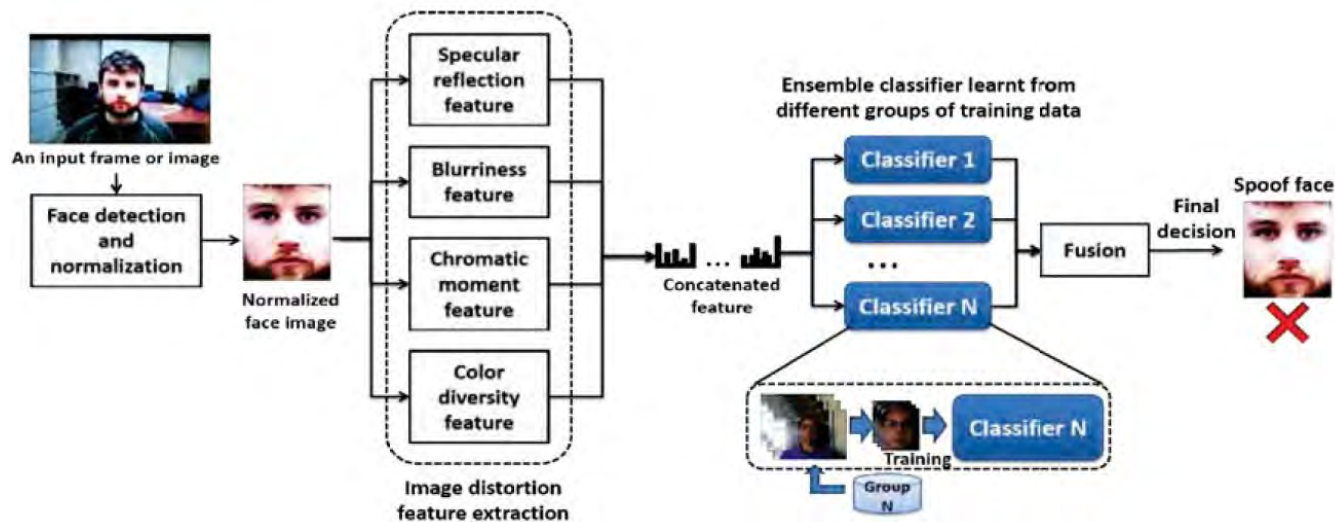 An input frame or image
Face detection
and
normalization
Normalized
face image
Specular
reflection
feature
Blurriness
feature
Chromatic
moment feature
Color
diversity
feature
Image distortion
feature extraction
... 
Concatenated
feature
Ensemble classifier learnt from
different groups of training data
Classifier 1
Classifier 2
...
Classifier N
Training
Classifier N
Group
N
Fusion
Final
decision
Spoof face